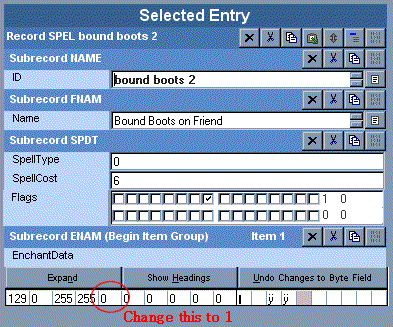 Selected Entry
Record SPEL bound boots 2
Subrecord NAME
ID bound boots 2
Subrecord FNAM
Name Bound Boots on Friend
Subrecord SPDT
SpellType 0
SpellCost 6
Flags 1 0
0 0
Subrecord ENAM (Begin Item Group) Item 1
EnchantData
Expand Show Headings Undo Changes to Byte Field
129 0 255 255 0 0 0 0 0 0 ÿ ÿ
Change this to 1